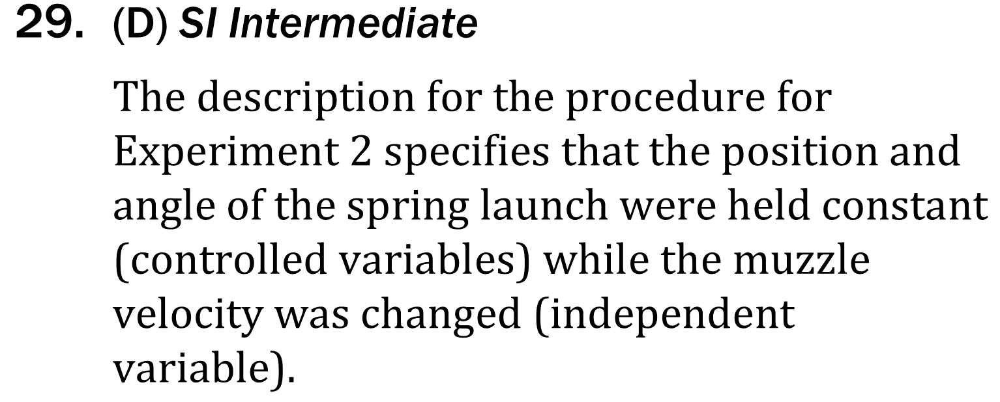 29. (D) SI Intermediate
The description for the procedure for
Experiment 2 specifies that the position and
angle of the spring launch were held constant
(controlled variables) while the muzzle
velocity was changed (independent
variable).